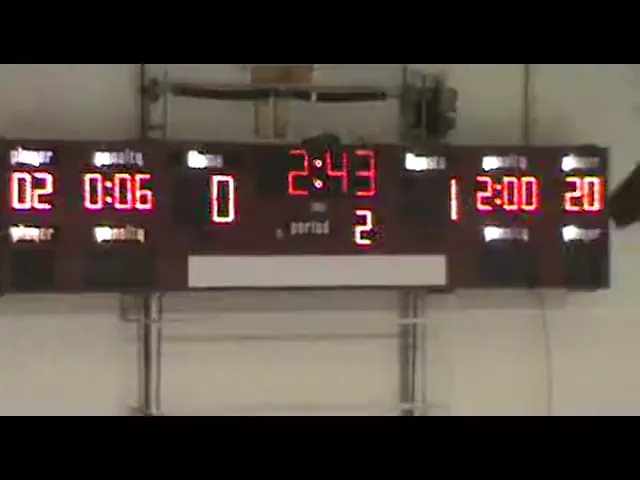 player penalty Home 2:43 Guests penalty player
02 0:06 0 period 2 1 2:00 20
player penalty penalty player